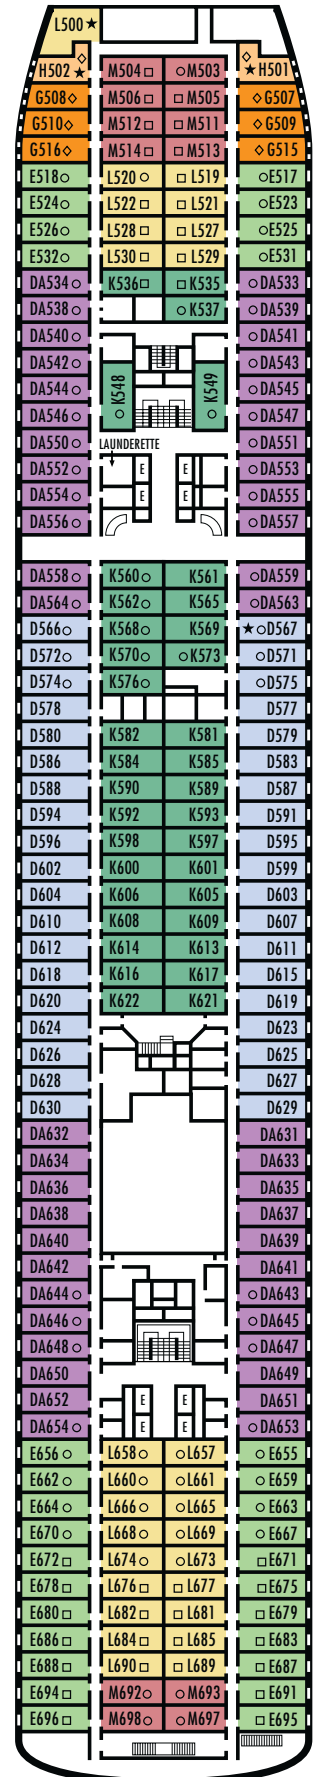 L500★
◇ ◇
H502★ M504□ ○M503 ★H501
G508◇ M506□ □M505 ◇G507
G510◇ M512□ □M511 ◇G509
G516◇ M514□ □M513 ◇G515
E518○ L520○ □L519 ○E517
E524○ L522□ □L521 ○E523
E526○ L528□ □L527 ○E525
E532○ L530□ □L529 ○E531
DA534○ K536□ □K535 ○DA533
DA538○ ○K537 ○DA539
DA540○ ○DA541
DA542○ ○DA543
DA544○ ○K548 ○K549 ○DA545
DA546○ ○DA547
DA550○ LAUNDERETTE ○DA551
DA552○ E E ○DA553
DA554○ E E ○DA555
DA556○ ○DA557
DA558○ K560○ K561 ○DA559
DA564○ K562○ K565 ○DA563
D566○ K568○ K569 ★○D567
D572○ K570○ ○K573 ○D571
D574○ K576○ ○D575
D578 D577
D580 K582 K581 D579
D586 K584 K585 D583
D588 K590 K589 D587
D594 K592 K593 D591
D596 K598 K597 D595
D602 K600 K601 D599
D604 K606 K605 D603
D610 K608 K609 D607
D612 K614 K613 D611
D618 K616 K617 D615
D620 K622 K621 D619
D624 D623
D626 D625
D628 D627
D630 D629
DA632 DA631
DA634 DA633
DA636 DA635
DA638 DA637
DA640 DA639
DA642 DA641
DA644○ ○DA643
DA646○ ○DA645
DA648○ ○DA647
DA650 DA649
DA652 E E DA651
DA654○ E E ○DA653
E656○ L658○ ○L657 ○E655
E662○ L660○ ○L661 ○E659
E664○ L666○ ○L665 ○E663
E670○ L668○ ○L669 ○E667
E672□ L674○ ○L673 □E671
E678□ L676□ □L677 □E675
E680□ L682□ □L681 □E679
E686□ L684□ □L685 □E683
E688□ L690□ □L689 □E687
E694□ M692○ ○M693 □E691
E696□ M698○ ○M697 □E695